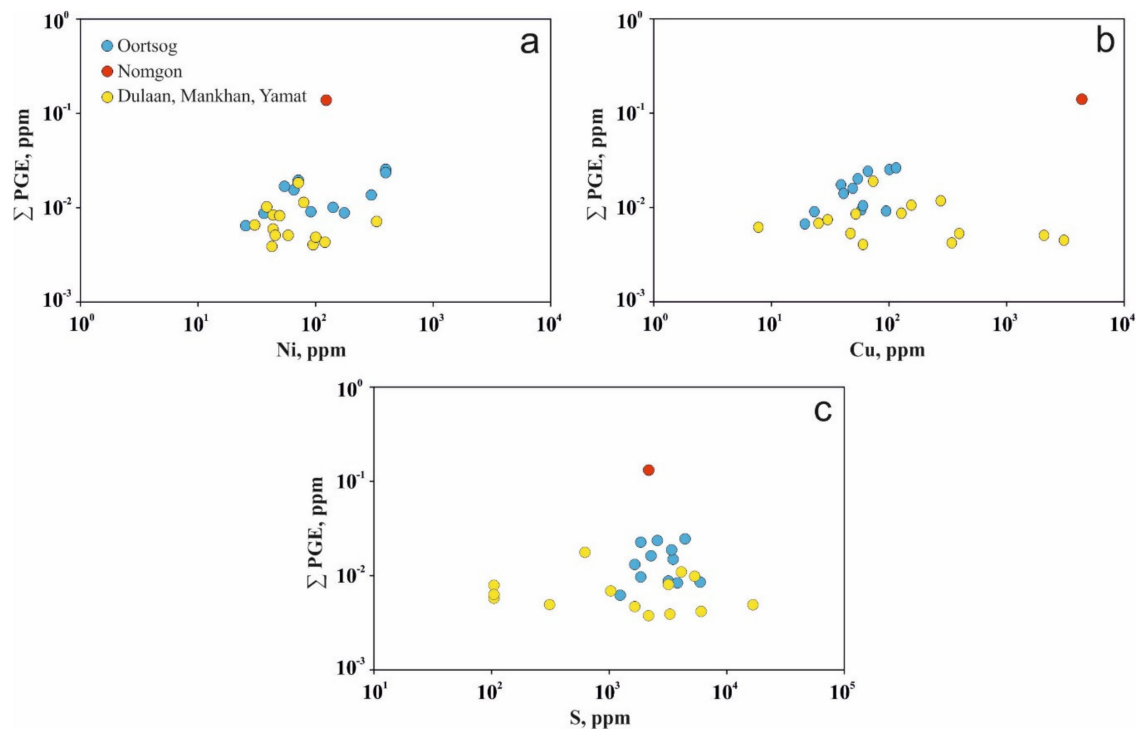 a
Oortsog
Nomgon
Dulaan, Mankhan, Yamat
10⁰
10⁻¹
10⁻²
10⁻³
∑ PGE, ppm
10⁰ 10¹ 10² 10³ 10⁴
Ni, ppm
b
10⁰
10⁻¹
10⁻²
10⁻³
∑ PGE, ppm
10⁰ 10¹ 10² 10³ 10⁴
Cu, ppm
c
10⁰
10⁻¹
10⁻²
10⁻³
∑ PGE, ppm
10¹ 10² 10³ 10⁴ 10⁵
S, ppm